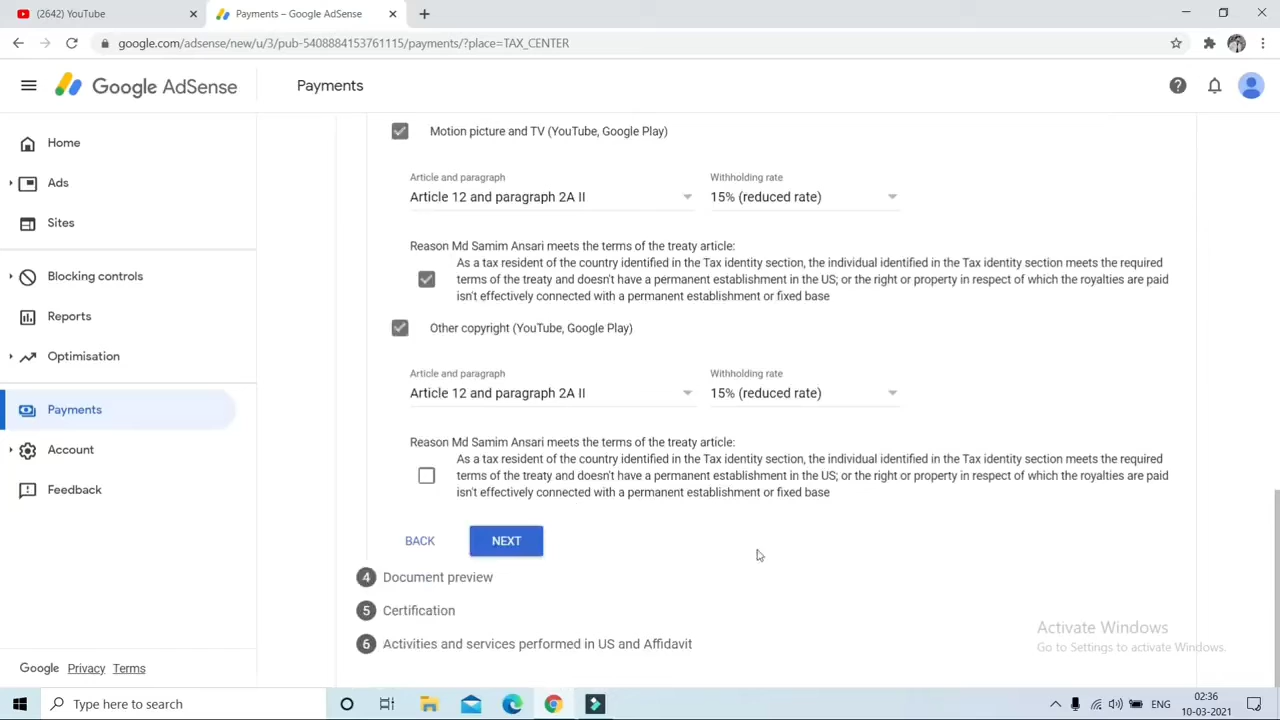 (2642) YouTube
Payments – Google AdSense
google.com/adsense/new/u/3/pub-5408884153761115/payments/?place=TAX_CENTER
Google AdSense
Payments
Home
Ads
Sites
Blocking controls
Reports
Optimisation
Payments
Account
Feedback
Google Privacy Terms
Motion picture and TV (YouTube, Google Play)
Article and paragraph
Withholding rate
Article 12 and paragraph 2A II
15% (reduced rate)
Reason Md Samim Ansari meets the terms of the treaty article:
As a tax resident of the country identified in the Tax identity section, the individual identified in the Tax identity section meets the required
terms of the treaty and doesn't have a permanent establishment in the US; or the right or property in respect of which the royalties are paid
isn't effectively connected with a permanent establishment or fixed base
Other copyright (YouTube, Google Play)
Article and paragraph
Withholding rate
Article 12 and paragraph 2A II
15% (reduced rate)
Reason Md Samim Ansari meets the terms of the treaty article:
As a tax resident of the country identified in the Tax identity section, the individual identified in the Tax identity section meets the required
terms of the treaty and doesn't have a permanent establishment in the US; or the right or property in respect of which the royalties are paid
isn't effectively connected with a permanent establishment or fixed base
BACK
NEXT
4 Document preview
5 Certification
6 Activities and services performed in US and Affidavit
Activate Windows
Go to Settings to activate Windows.
Type here to search
ENG
02:36
10-03-2021